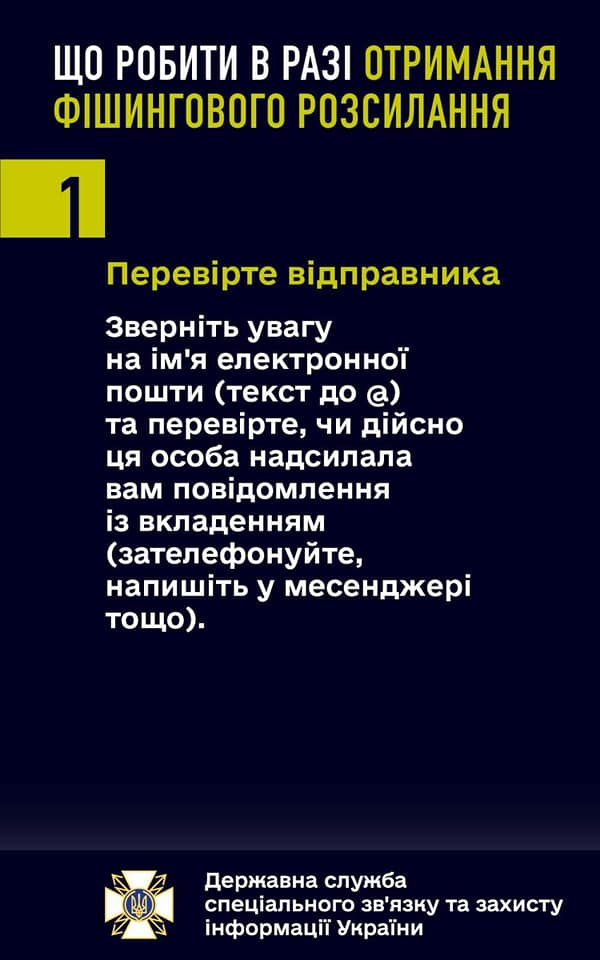 ЩО РОБИТИ В РАЗІ ОТРИМАННЯ
ФІШИНГОВОГО РОЗСИЛАННЯ
1
Перевірте відправника
Зверніть увагу
на ім'я електронної
пошти (текст до @)
та перевірте, чи дійсно
ця особа надсилала
вам повідомлення
із вкладенням
(зателефонуйте,
напишіть у месенджері
тощо).
Державна служба
спеціального зв'язку та захисту
інформації України